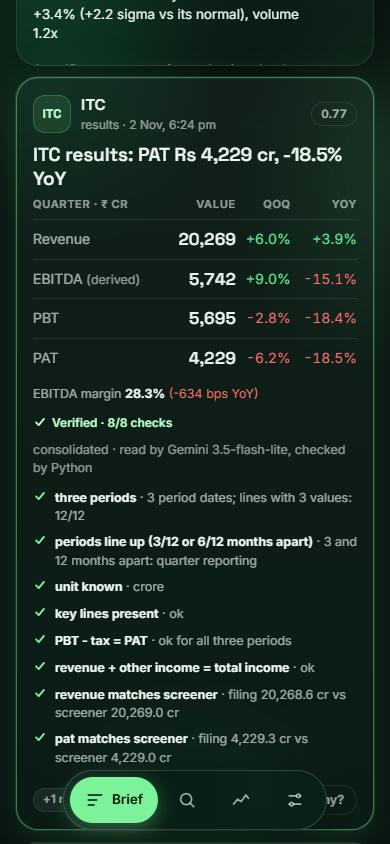 +3.4% (+2.2 sigma vs its normal), volume
1.2x
ITC
ITC
results · 2 Nov, 6:24 pm
0.77
ITC results: PAT Rs 4,229 cr, -18.5%
YoY
QUARTER · ₹ CR VALUE QOQ YOY
Revenue 20,269 +6.0% +3.9%
EBITDA (derived) 5,742 +9.0% -15.1%
PBT 5,695 -2.8% -18.4%
PAT 4,229 -6.2% -18.5%
EBITDA margin 28.3% (-634 bps YoY)
✓ Verified · 8/8 checks
consolidated · read by Gemini 3.5-flash-lite, checked
by Python
✓ three periods · 3 period dates; lines with 3 values:
12/12
✓ periods line up (3/12 or 6/12 months apart) · 3 and
12 months apart: quarter reporting
✓ unit known · crore
✓ key lines present · ok
✓ PBT - tax = PAT · ok for all three periods
✓ revenue + other income = total income · ok
✓ revenue matches screener · filing 20,268.6 cr vs
screener 20,269.0 cr
✓ pat matches screener · filing 4,229.3 cr vs
screener 4,229.0 cr
+1
Brief